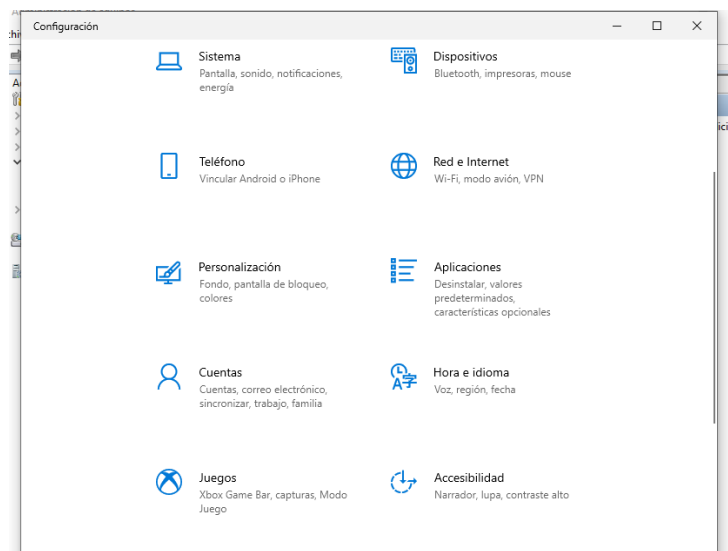 Configuración
Sistema
Pantalla, sonido, notificaciones,
energía
Dispositivos
Bluetooth, impresoras, mouse
Teléfono
Vincular Android o iPhone
Red e Internet
Wi-Fi, modo avión, VPN
Personalización
Fondo, pantalla de bloqueo,
colores
Aplicaciones
Desinstalar, valores
predeterminados,
características opcionales
Cuentas
Cuentas, correo electrónico,
sincronizar, trabajo, familia
Hora e idioma
Voz, región, fecha
Juegos
Xbox Game Bar, capturas, Modo
Juego
Accesibilidad
Narrador, lupa, contraste alto